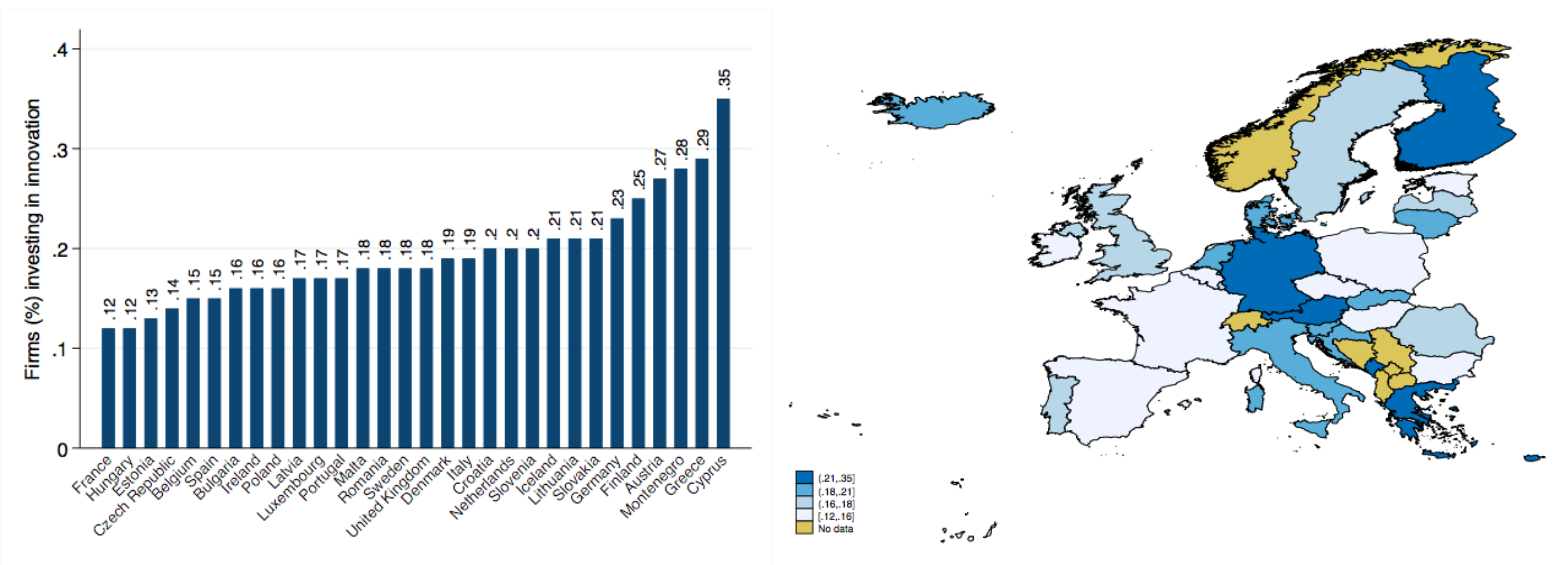 Firms (%) investing in innovation
.4
.3
.2
.1
0
.12
.12
.13
.14
.15
.15
.16
.16
.16
.17
.17
.17
.18
.18
.18
.18
.19
.19
.2
.2
.2
.21
.21
.21
.23
.25
.27
.28
.29
.35
France
Hungary
Estonia
Czech Republic
Belgium
Spain
Bulgaria
Ireland
Poland
Latvia
Luxembourg
Portugal
Malta
Romania
Sweden
United Kingdom
Denmark
Italy
Croatia
Netherlands
Slovenia
Iceland
Lithuania
Slovakia
Germany
Finland
Austria
Montenegro
Greece
Cyprus
(.21,.35]
(.18,.21]
(.16,.18]
[.12,.16]
No data